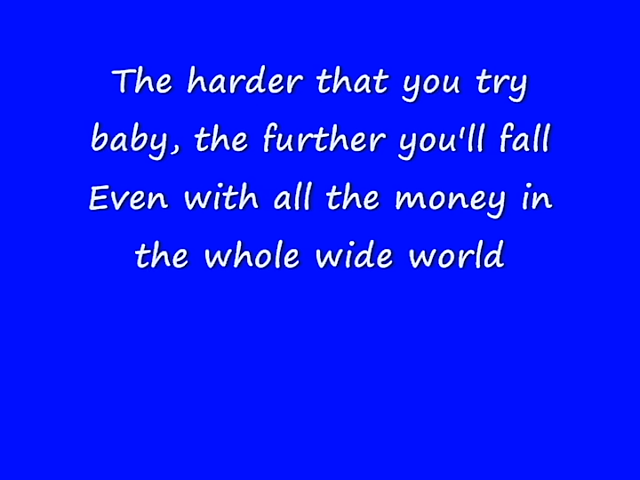 The harder that you try
baby, the further you'll fall
Even with all the money in
the whole wide world